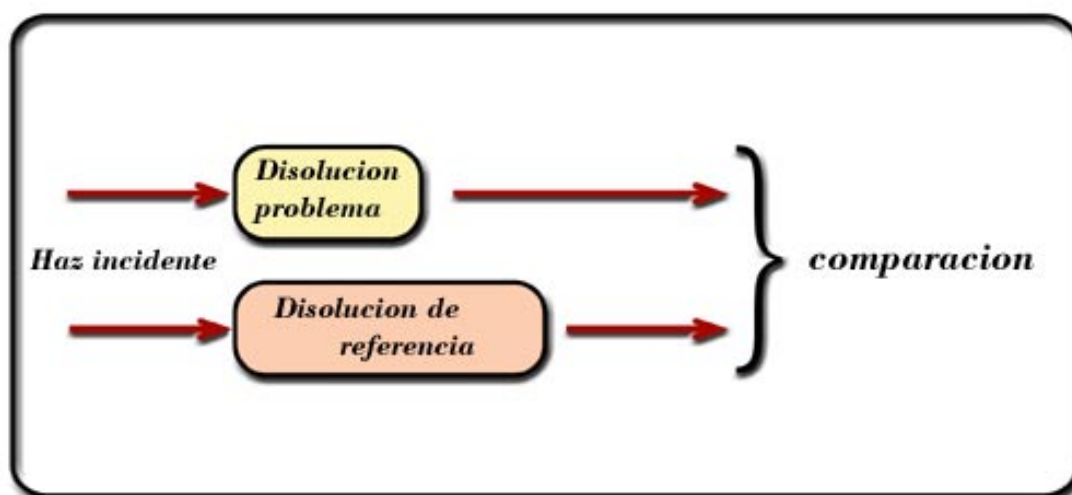 Disolucion
problema
Haz incidente
comparacion
Disolucion de
referencia